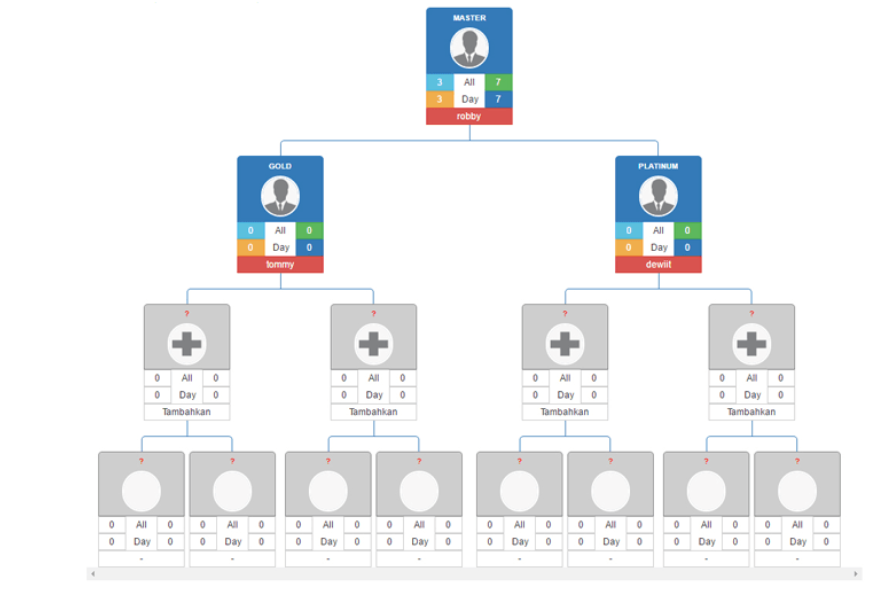 MASTER
3 All 7
3 Day 7
robby
GOLD PLATINUM
0 All 0 0 All 0
0 Day 0 0 Day 0
tommy dewiit
? ? ? ?
0 All 0 0 All 0 0 All 0 0 All 0
0 Day 0 0 Day 0 0 Day 0 0 Day 0
Tambahkan Tambahkan Tambahkan Tambahkan
? ? ? ? ? ? ? ?
0 All 0 0 All 0 0 All 0 0 All 0 0 All 0 0 All 0 0 All 0 0 All 0
0 Day 0 0 Day 0 0 Day 0 0 Day 0 0 Day 0 0 Day 0 0 Day 0 0 Day 0
- - - - - - - -